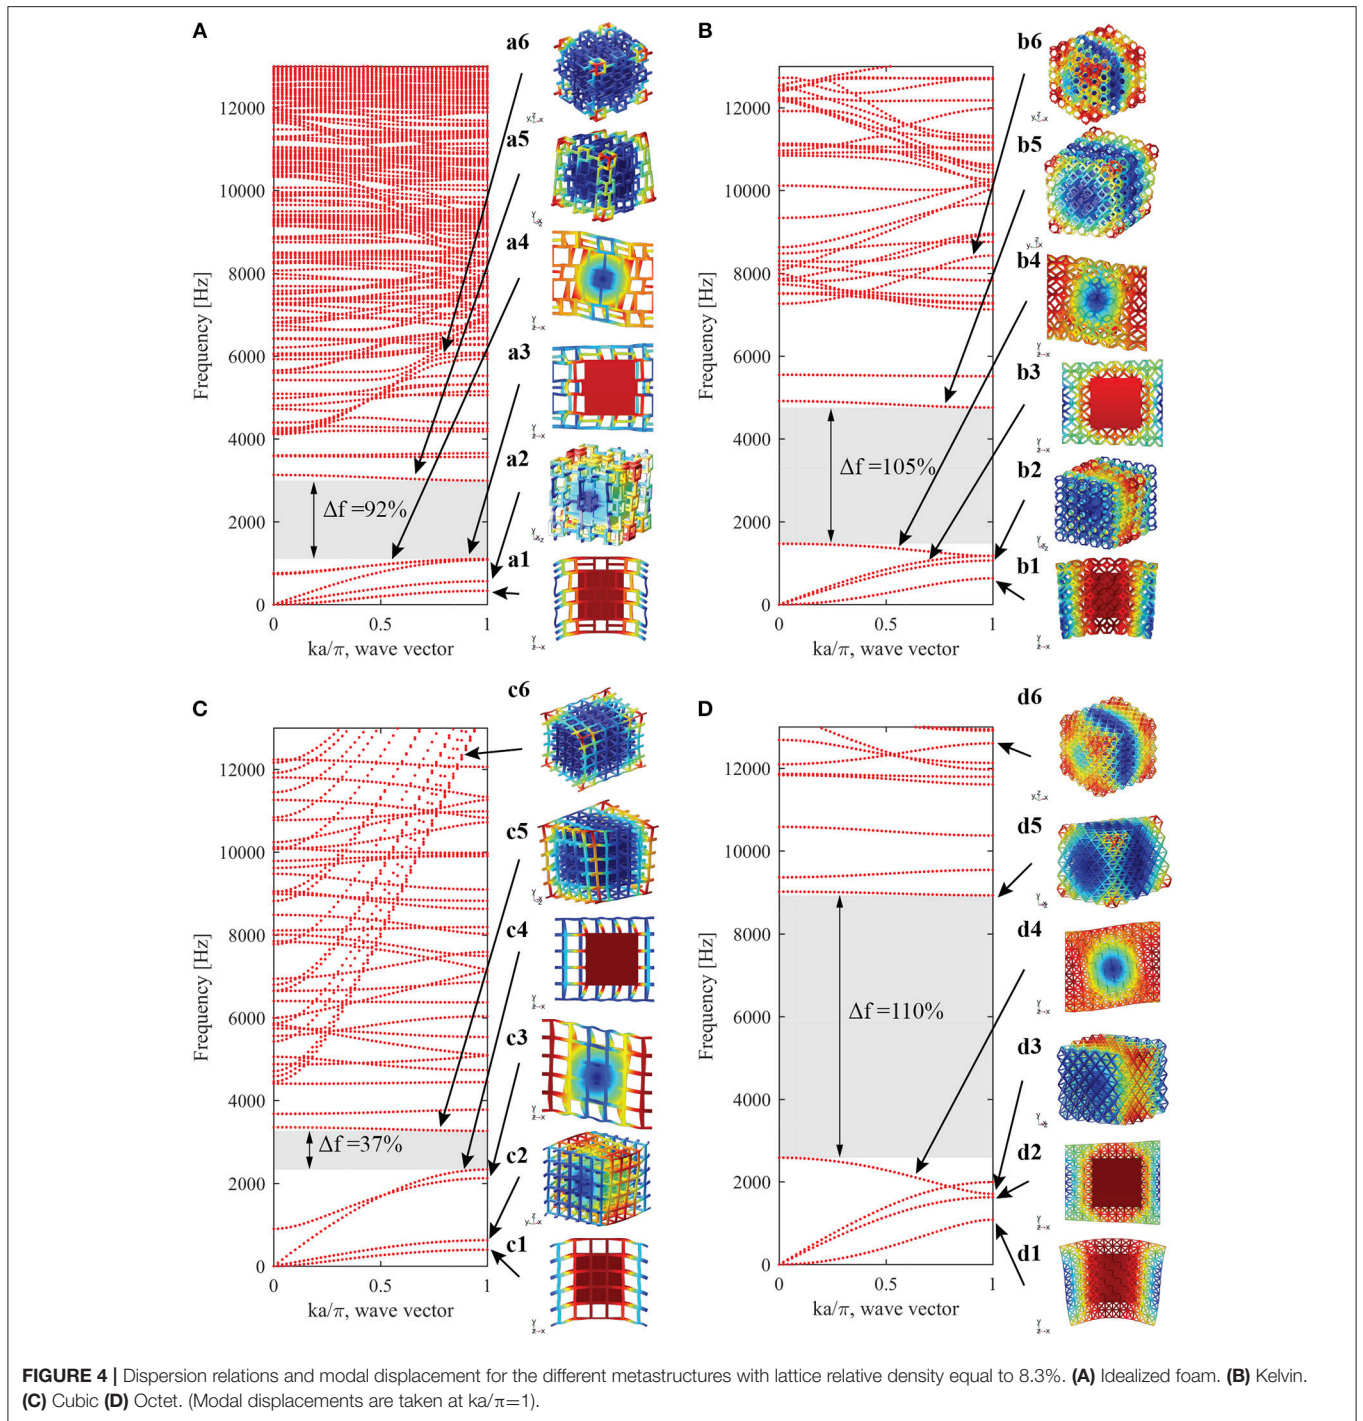 A
a6
12000
a5
10000
a4
8000
Frequency [Hz]
a3
6000
4000
a2
Δf =92%
2000
a1
0
0 0.5 1
ka/π, wave vector
B
b6
12000
b5
10000
b4
8000
Frequency [Hz]
b3
6000
4000
Δf =105%
b2
2000
b1
0
0 0.5 1
ka/π, wave vector
C
c6
12000
c5
10000
c4
8000
Frequency [Hz]
c3
6000
4000
Δf =37%
c2
2000
c1
0
0 0.5 1
ka/π, wave vector
D
d6
12000
d5
10000
d4
8000
Frequency [Hz]
Δf =110%
6000
d3
4000
d2
2000
d1
0
0 0.5 1
ka/π, wave vector
FIGURE 4 | Dispersion relations and modal displacement for the different metastructures with lattice relative density equal to 8.3%. (A) Idealized foam. (B) Kelvin.
(C) Cubic (D) Octet. (Modal displacements are taken at ka/π=1).